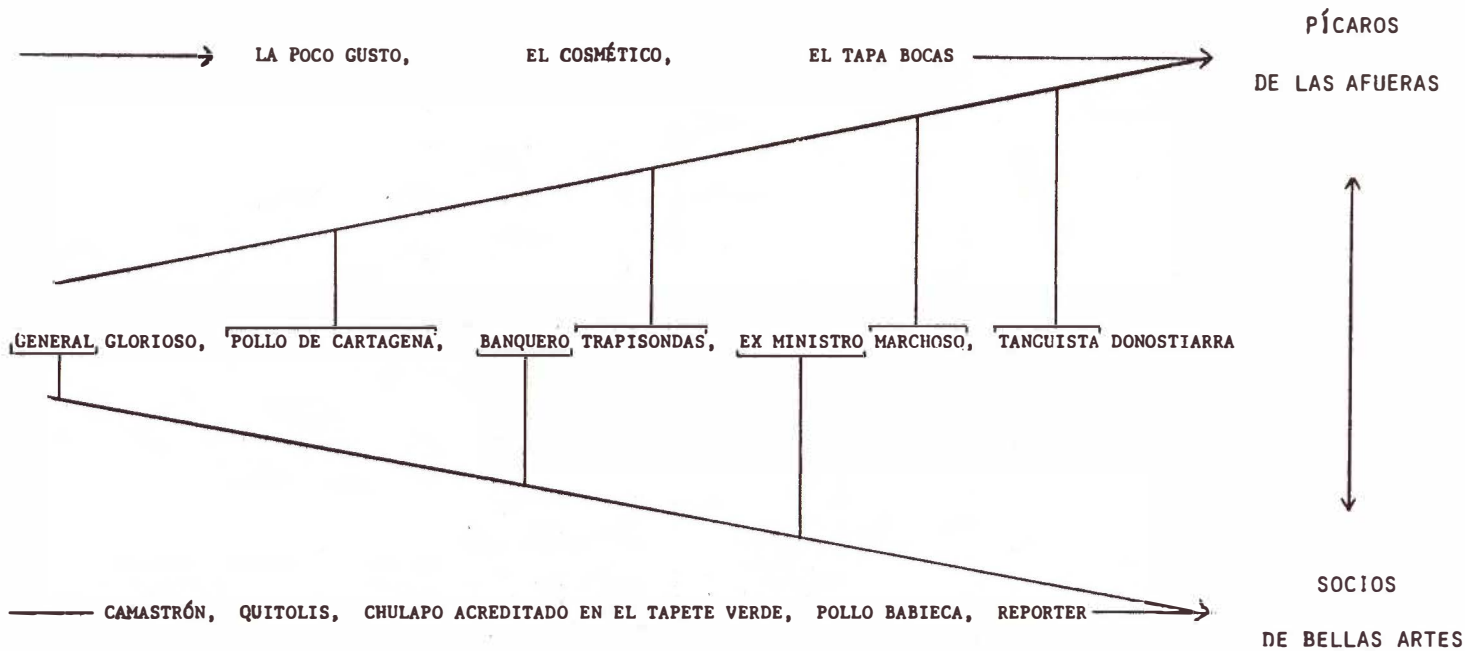 PÍCAROS
LA POCO GUSTO, EL COSMÉTICO, EL TAPA BOCAS
DE LAS AFUERAS
GENERAL GLORIOSO, POLLO DE CARTAGENA, BANQUERO TRAPISONDAS, EX MINISTRO MARCHOSO, TANGUISTA DONOSTIARRA
SOCIOS
CAMASTRÓN, QUITOLIS, CHULAPO ACREDITADO EN EL TAPETE VERDE, POLLO BABIECA, REPORTER
DE BELLAS ARTES